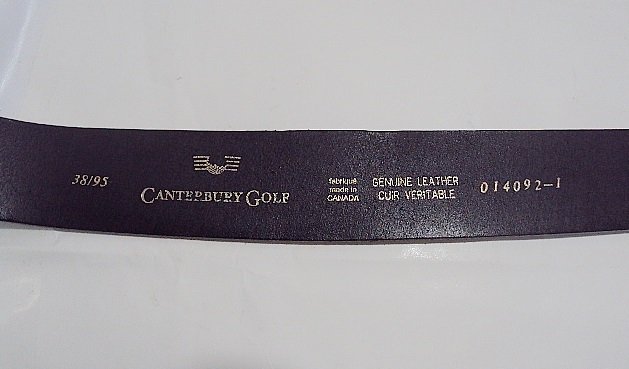 38/95
CANTERBURY GOLF
fabriqué
made in
CANADA
GENUINE LEATHER
CUIR VERITABLE
014092-1